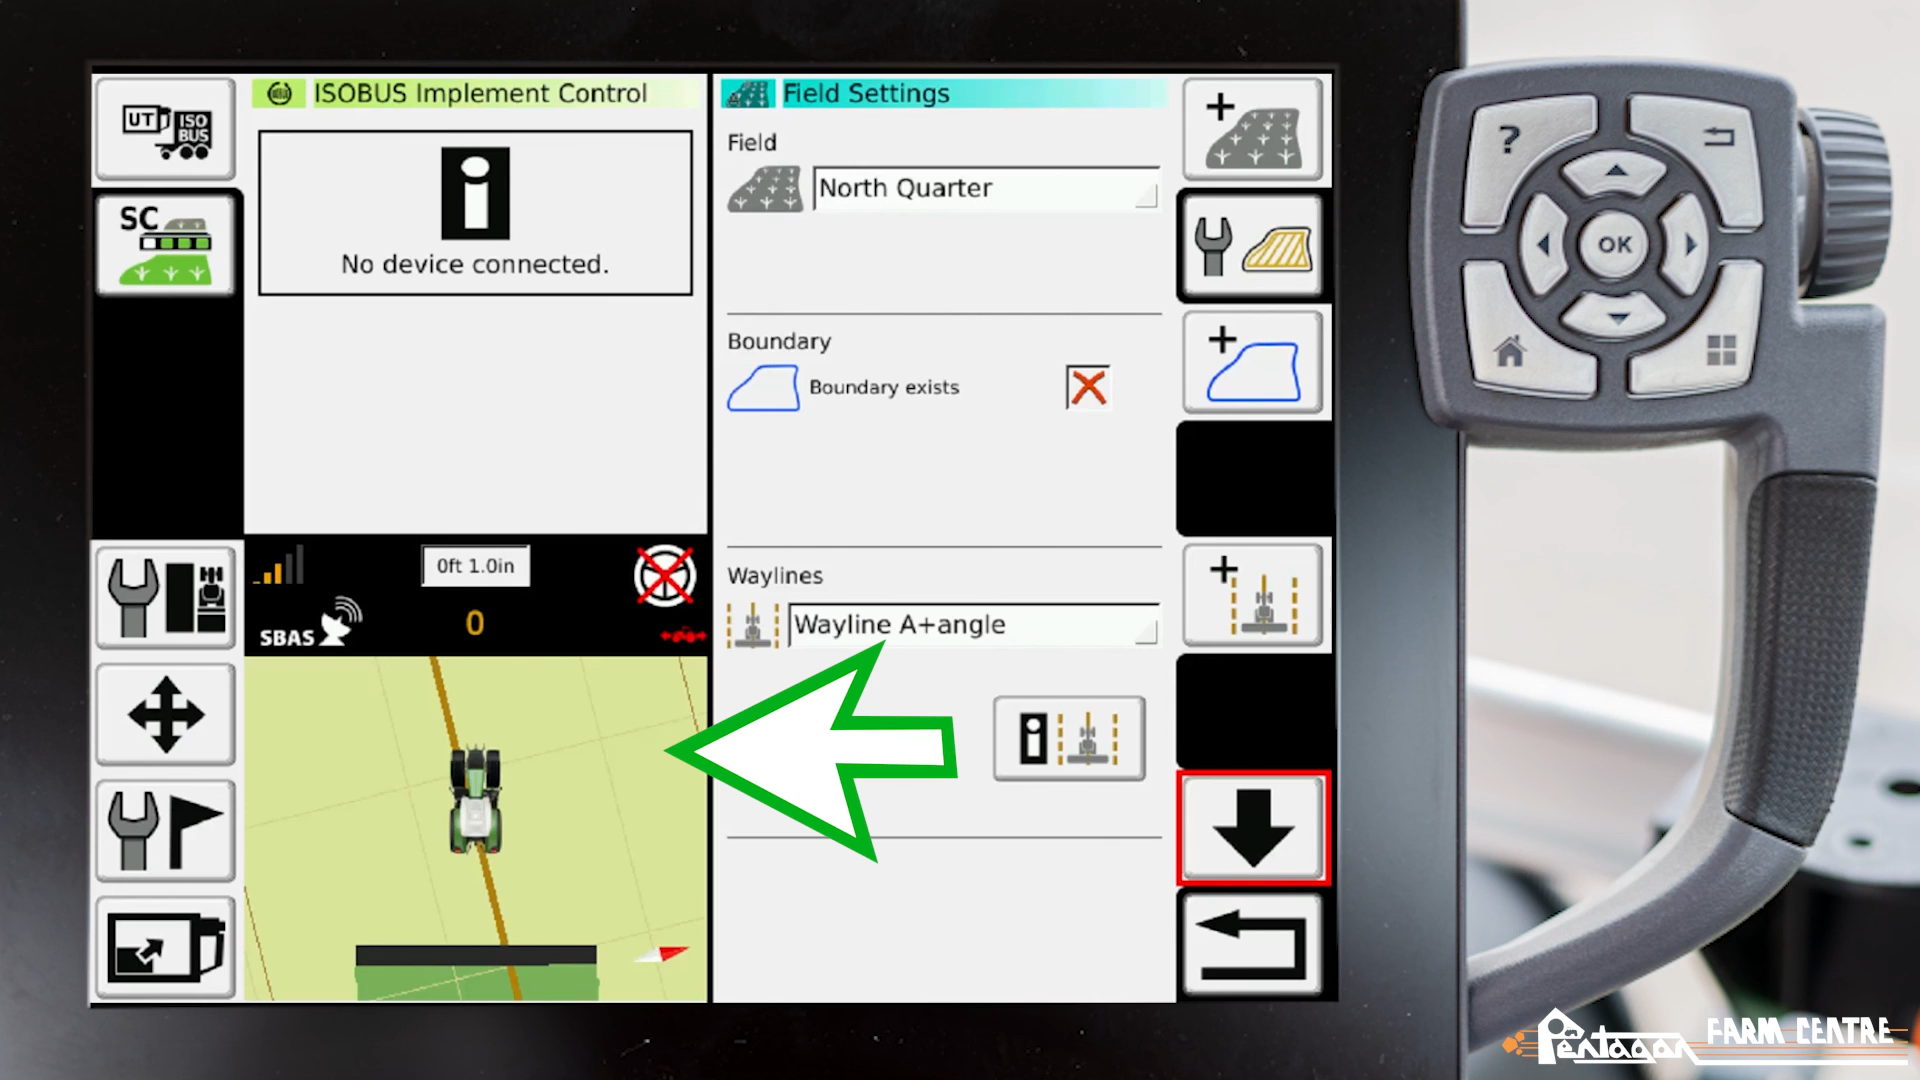 UT
ISO
BUS
ISOBUS Implement Control
No device connected.
SC
0ft 1.0in
SBAS
0
Field Settings
Field
North Quarter
Boundary
Boundary exists
Waylines
Wayline A+angle
?
OK
Pentagon FARM CENTRE